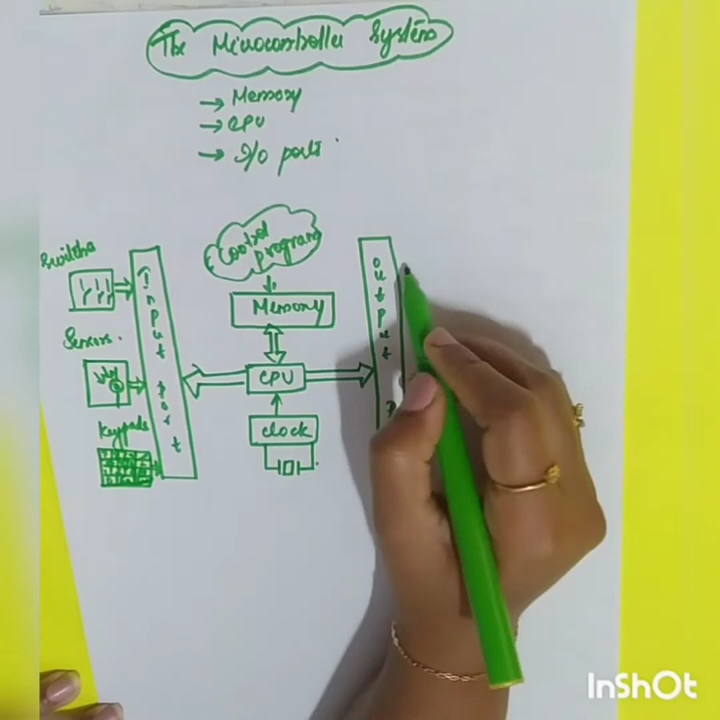 The Microcontroller System
→ Memory
→ CPU
→ I/O ports
Switches
Control
program
Sensors.
Memory
Input port
output p
CPU
Keypads
clock
InShOt